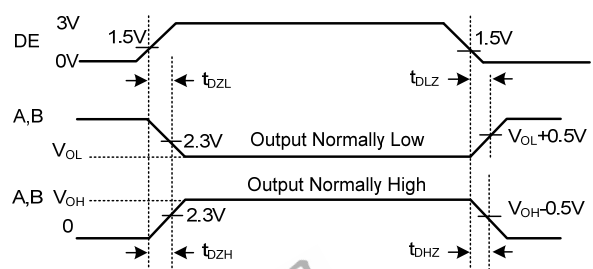 3V
DE
1.5V
1.5V
0V
tDZL
tDLZ
A,B
2.3V
Output Normally Low
VOL+0.5V
VOL
Output Normally High
A,B
VOH
2.3V
VOH-0.5V
0
tDZH
tDHZ